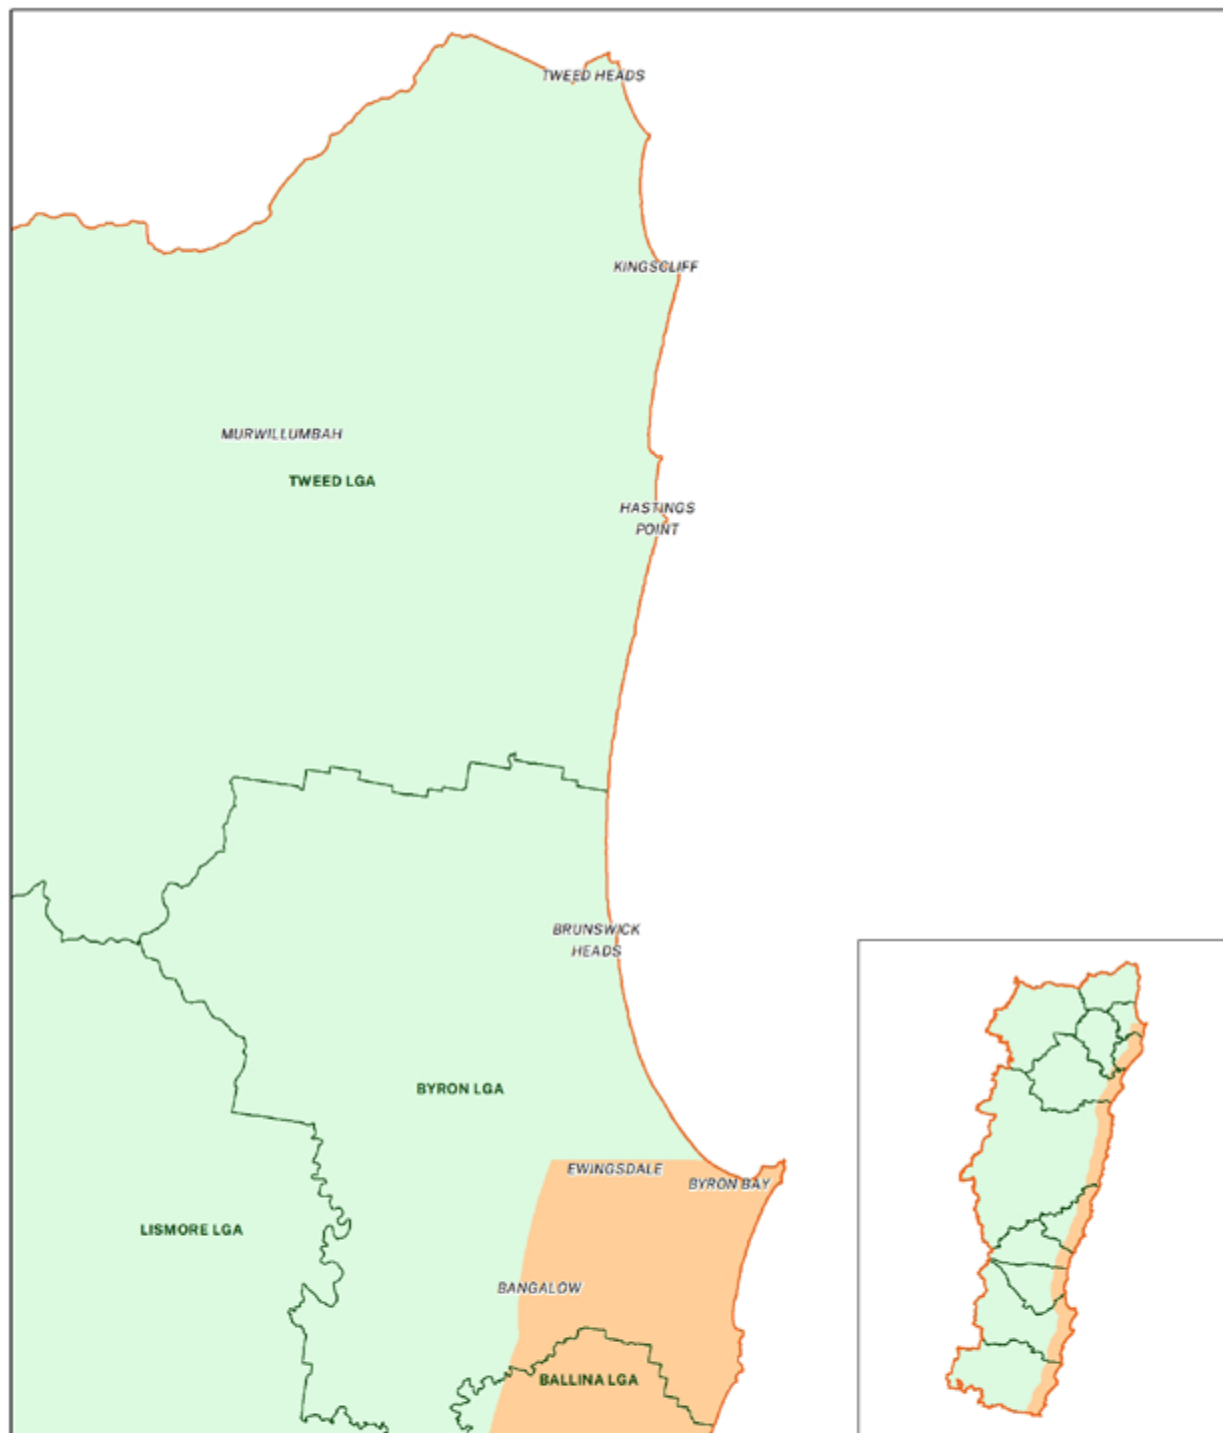 TWEED HEADS
KINGSCLIFF
MURWILLUMBAH
TWEED LGA
HASTINGS
POINT
BRUNSWICK
HEADS
BYRON LGA
EWINGSDALE
BYRON BAY
LISMORE LGA
BANGALOW
BALLINA LGA